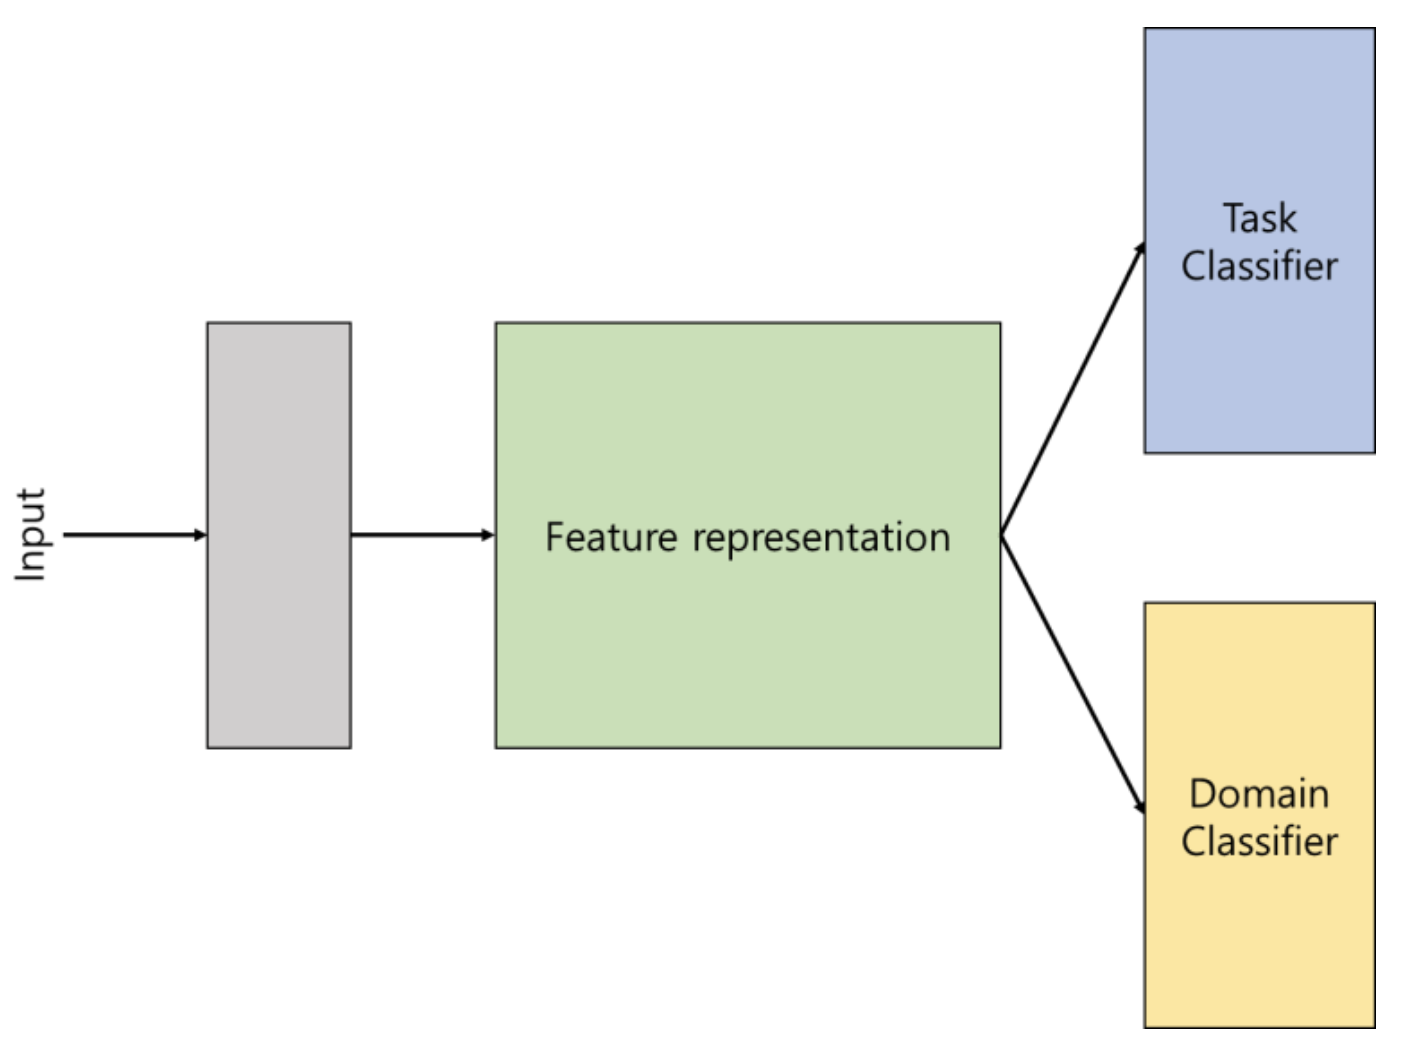 Input
Feature representation
Task
Classifier
Domain
Classifier